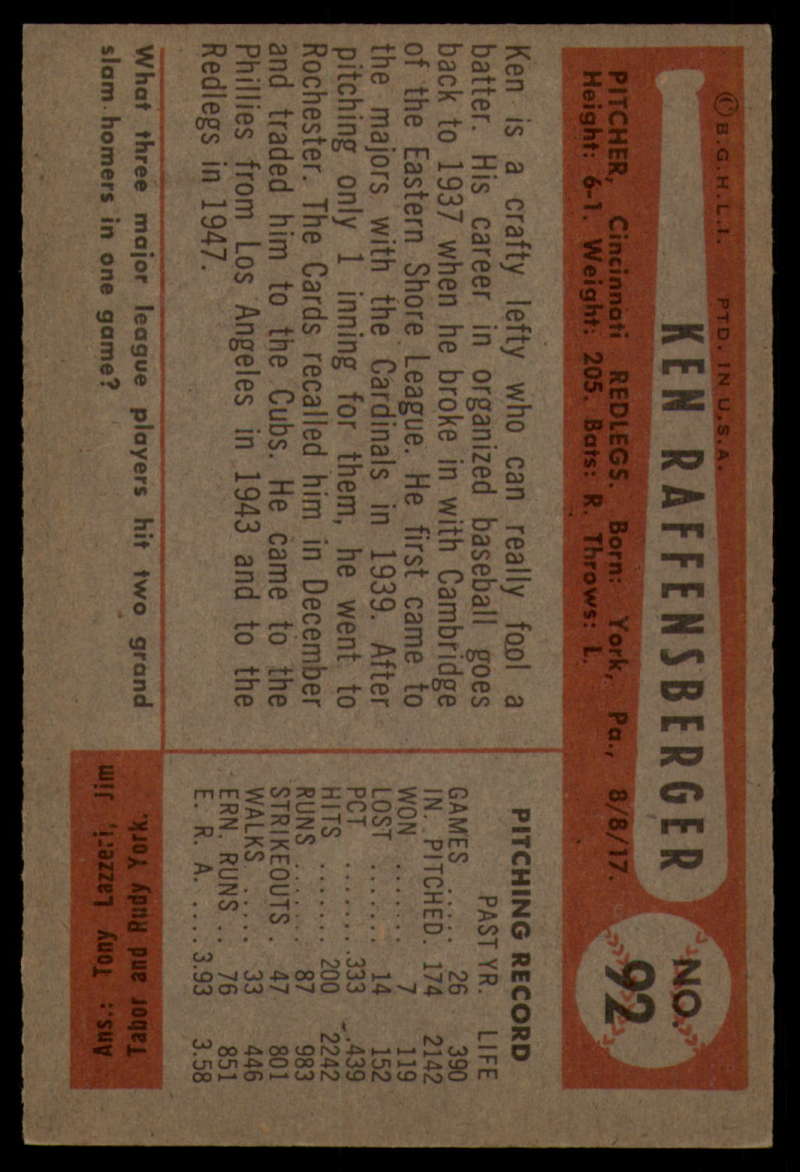 © B.G.H.L.I. PTD. IN U.S.A.
KEN RAFFENSBERGER
NO. 92
PITCHER, Cincinnati REDLEGS. Born: York, Pa., 8/8/17.
Height: 6-1. Weight: 205. Bats: R. Throws: L.
Ken is a crafty lefty who can really fool a
batter. His career in organized baseball goes
back to 1937 when he broke in with Cambridge
of the Eastern Shore League. He first came to
the majors with the Cardinals in 1939. After
pitching only 1 inning for them, he went to
Rochester. The Cards recalled him in December
and traded him to the Cubs. He came to the
Phillies from Los Angeles in 1943 and to the
Redlegs in 1947.
PITCHING RECORD
PAST YR. LIFE
GAMES ..... 26 390
IN. PITCHED. 174 2142
WON ....... 7 119
LOST ....... 14 152
PCT ........ .333 .439
HITS ....... 200 2242
RUNS ....... 87 983
STRIKEOUTS . 47 801
WALKS ..... 33 446
ERN. RUNS .. 76 851
E. R. A. .... 3.93 3.58
What three major league players hit two grand
slam homers in one game?
Ans.: Tony Lazzeri, Jim
Tabor and Rudy York.